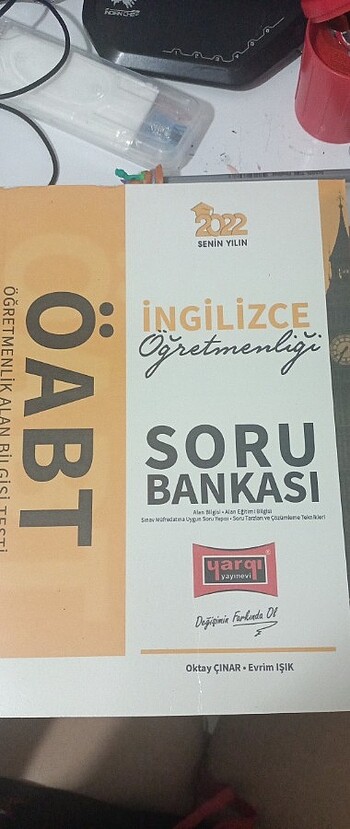 2022
SENİN YILIN
İNGİLİZCE
Öğretmenliği
SORU
BANKASI
Alan Bilgisi • Alan Eğitimi Bilgisi
Sınav Müfredatına Uygun Soru Yapısı • Soru Tarzları ve Çözümleme Teknikleri
yargı
yayınevi
Değişimin Farkında Ol
Oktay ÇINAR • Evrim IŞIK
ÖABT
ÖĞRETMENLİK ALAN BİLGİSİ TESTİ